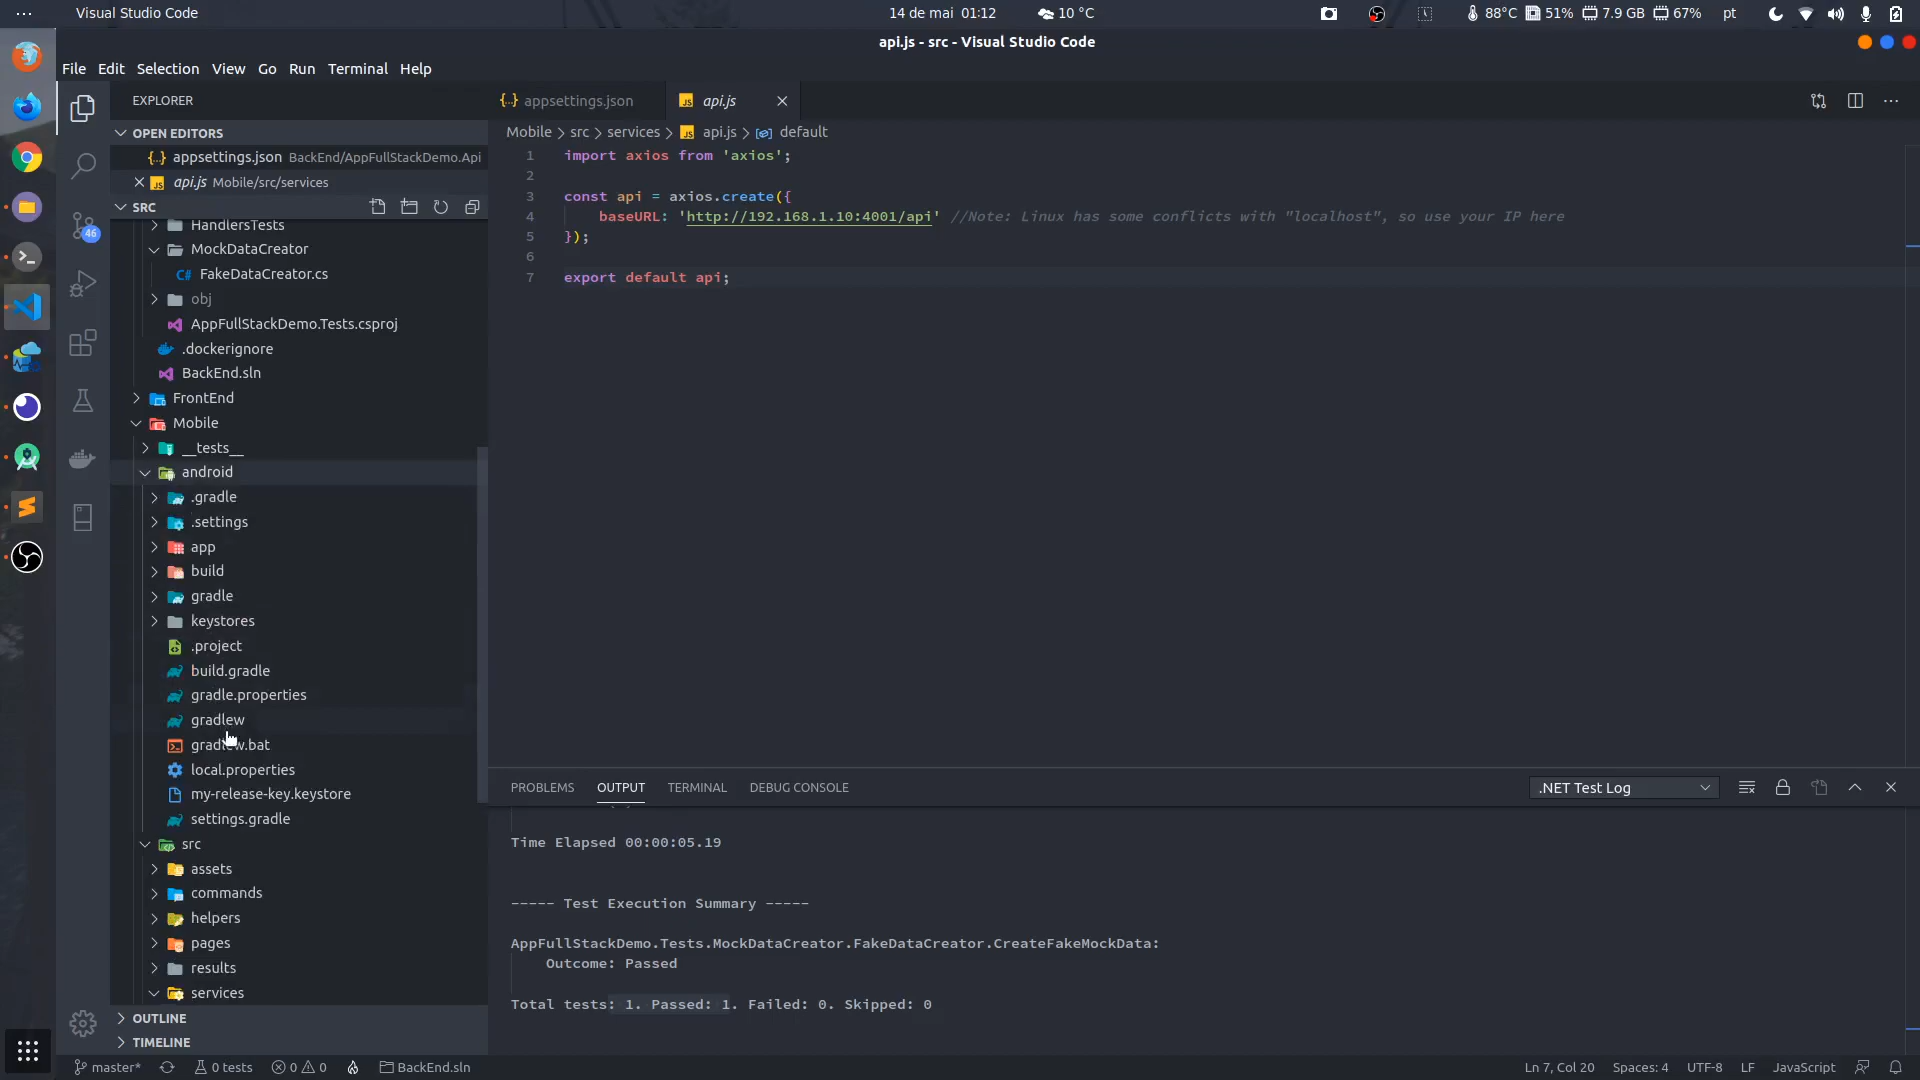 Visual Studio Code
14 de mai 01:12
10 °C
88°C
51%
7.9 GB
67%
pt
api.js - src - Visual Studio Code
File Edit Selection View Go Run Terminal Help
EXPLORER
OPEN EDITORS
appsettings.json BackEnd/AppFullStackDemo.Api
api.js Mobile/src/services
SRC
HandlersTests
MockDataCreator
FakeDataCreator.cs
obj
AppFullStackDemo.Tests.csproj
.dockerignore
BackEnd.sln
FrontEnd
Mobile
__tests__
android
.gradle
.settings
app
build
gradle
keystores
.project
build.gradle
gradle.properties
gradlew
gradlew.bat
local.properties
my-release-key.keystore
settings.gradle
src
assets
commands
helpers
pages
results
services
OUTLINE
TIMELINE
46
appsettings.json
api.js
Mobile > src > services > api.js > default
1 import axios from 'axios';
2
3 const api = axios.create({
4 baseURL: 'http://192.168.1.10:4001/api' //Note: Linux has some conflicts with "localhost", so use your IP here
5 });
6
7 export default api;
PROBLEMS OUTPUT TERMINAL DEBUG CONSOLE
.NET Test Log
Time Elapsed 00:00:05.19
----- Test Execution Summary -----
AppFullStackDemo.Tests.MockDataCreator.FakeDataCreator.CreateFakeMockData:
Outcome: Passed
Total tests: 1. Passed: 1. Failed: 0. Skipped: 0
master* 0 tests 0 0 BackEnd.sln
Ln 7, Col 20 Spaces: 4 UTF-8 LF JavaScript